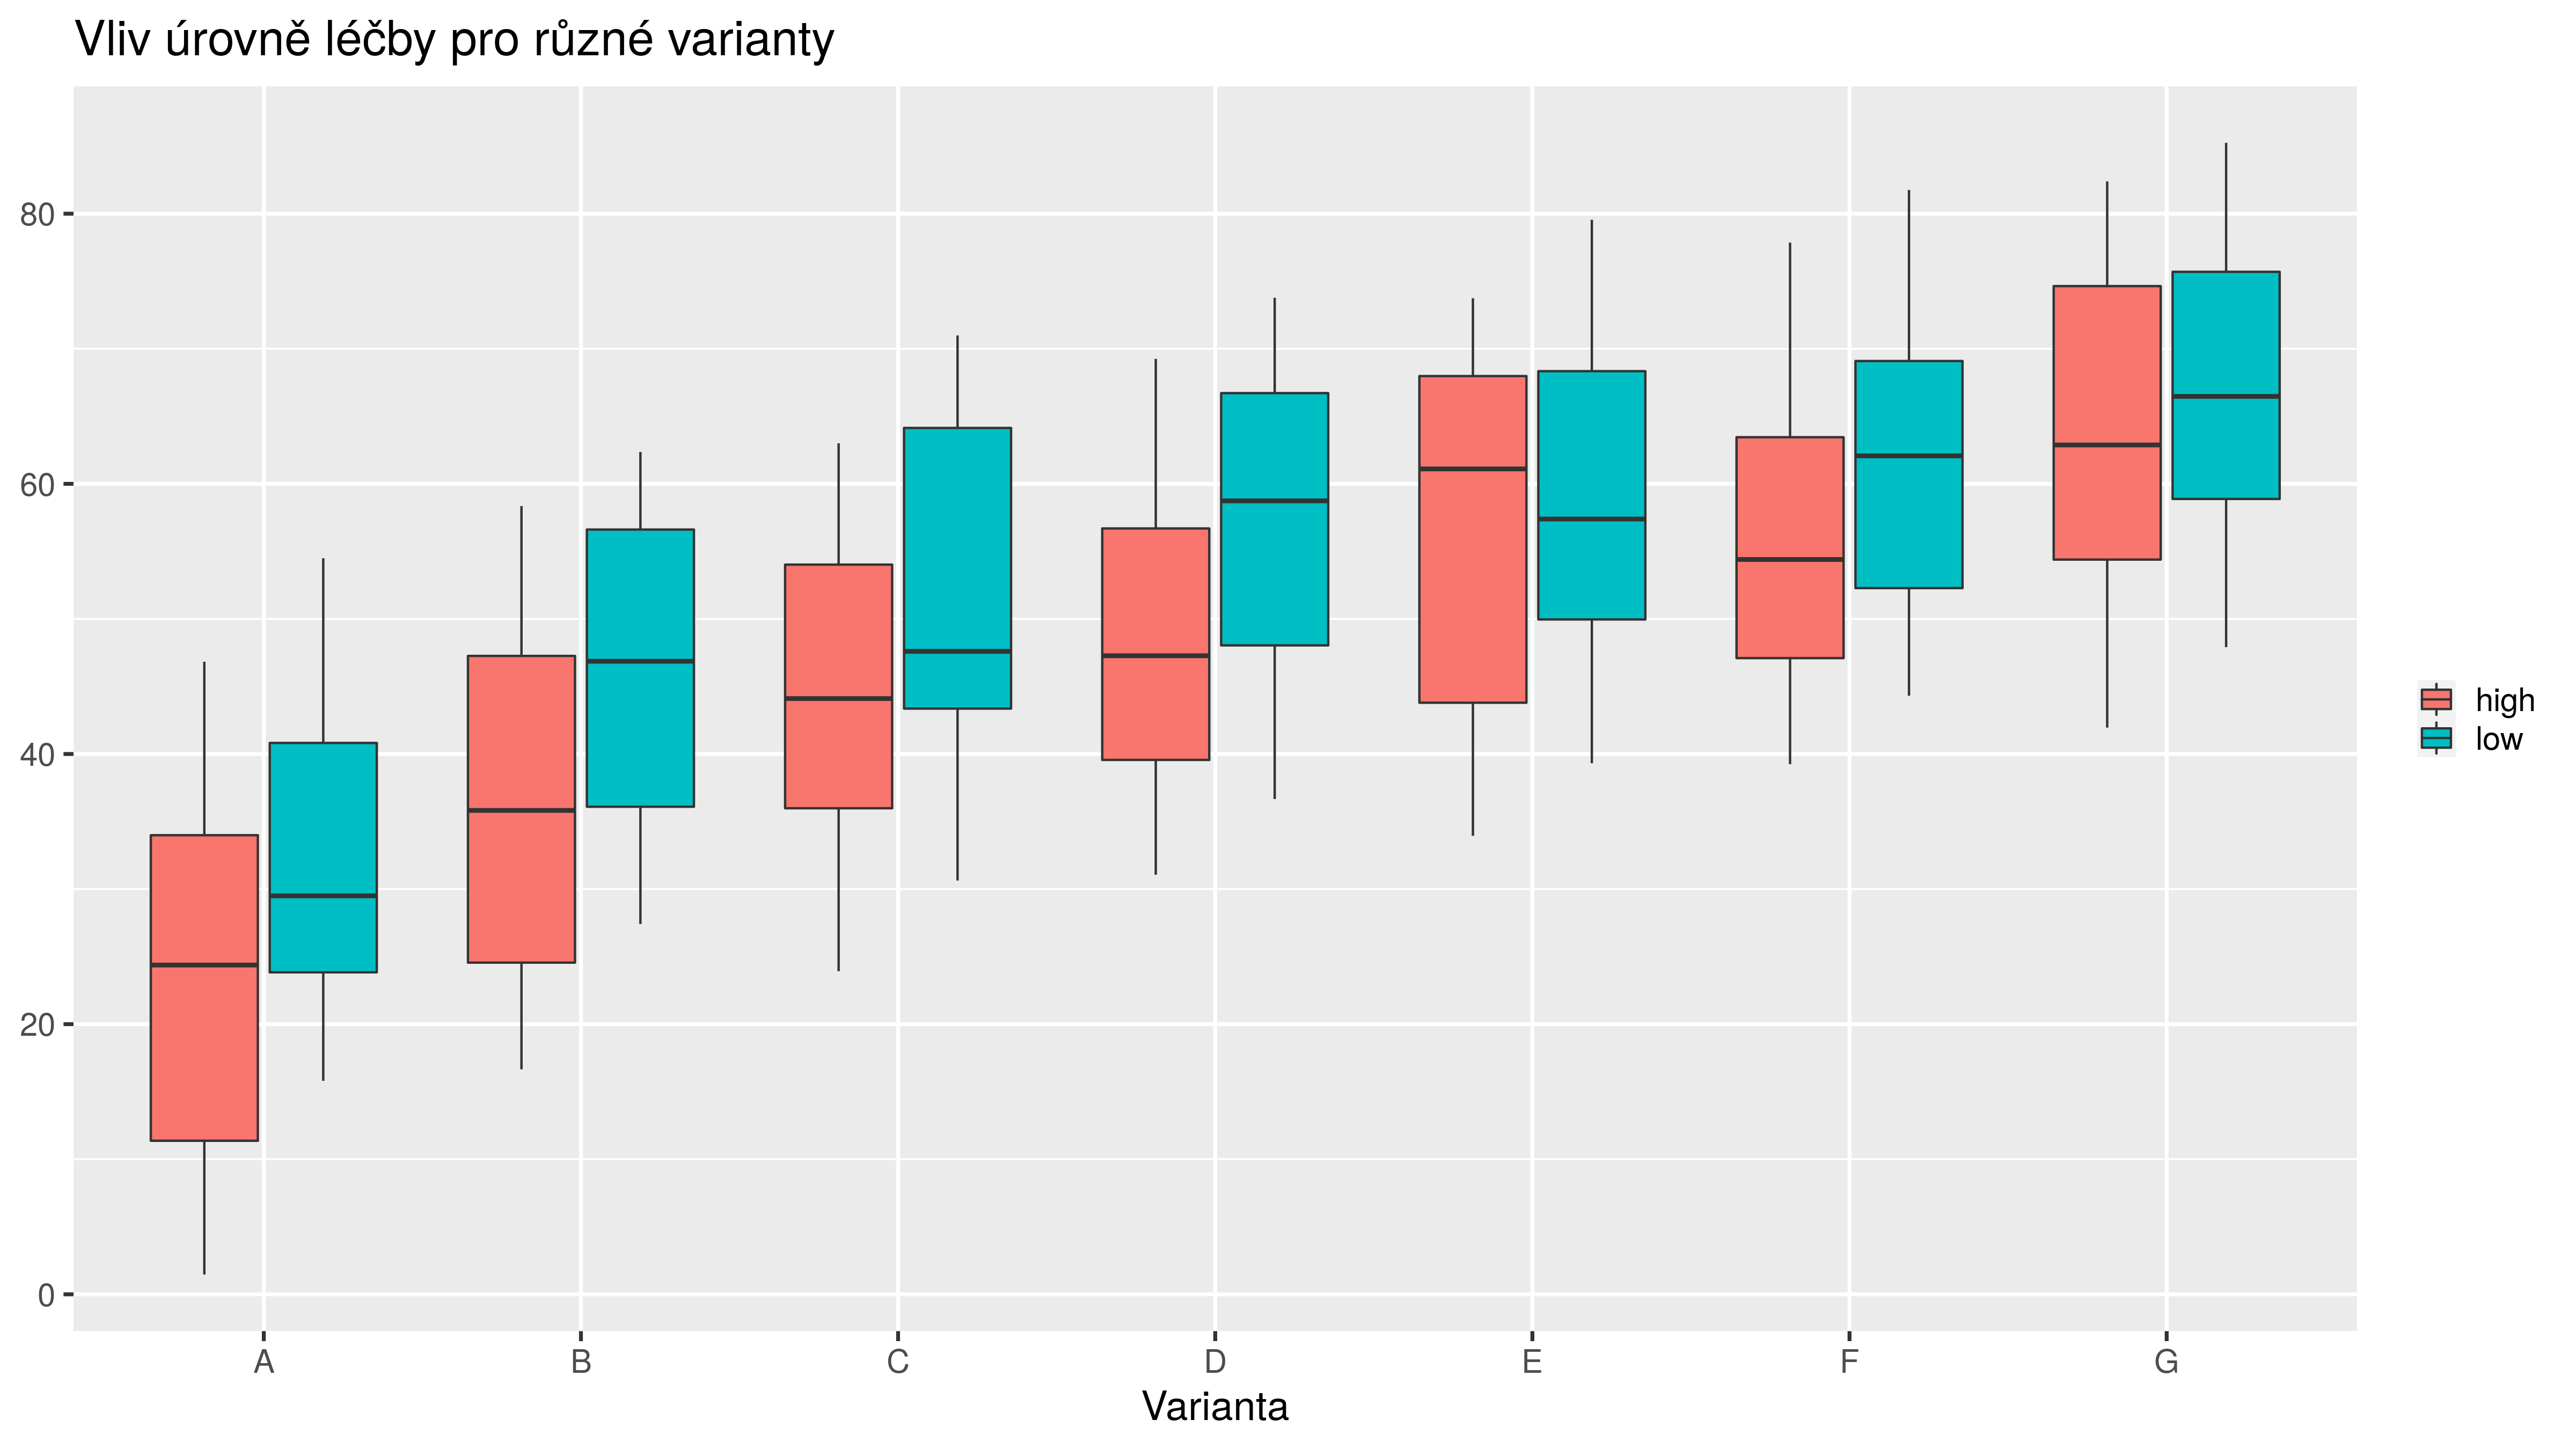 Vliv úrovně léčby pro různé varianty
80
60
40
20
0
A B C D E F G
Varianta
high
low